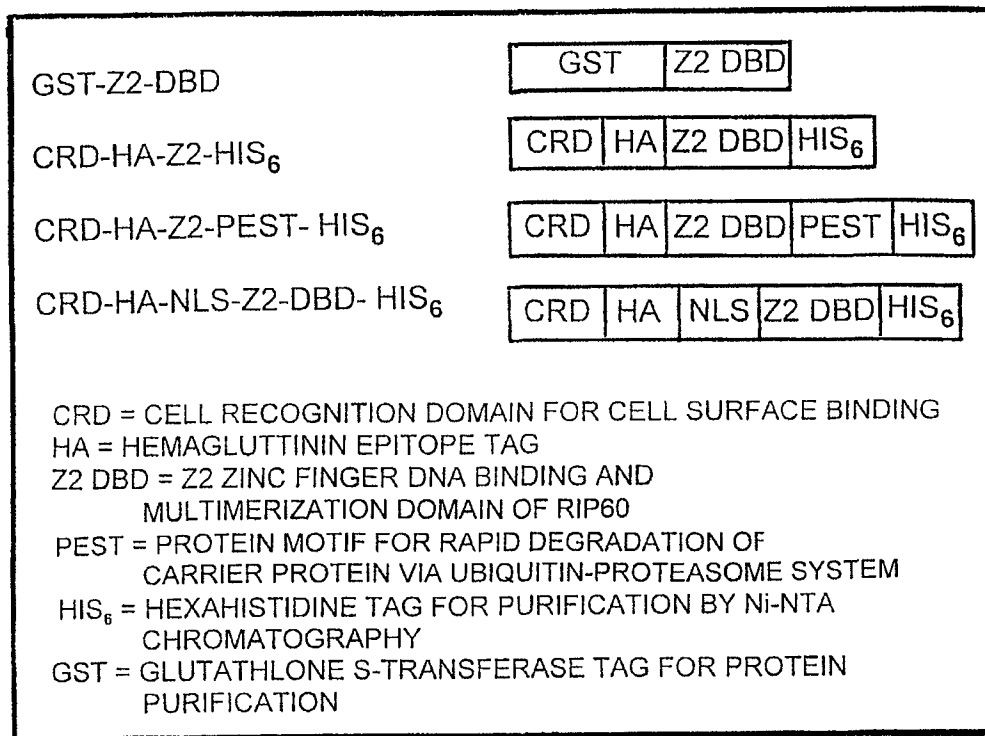 GST-Z2-DBD
GST Z2 DBD
CRD-HA-Z2-HIS6
CRD HA Z2 DBD HIS6
CRD-HA-Z2-PEST- HIS6
CRD HA Z2 DBD PEST HIS6
CRD-HA-NLS-Z2-DBD- HIS6
CRD HA NLS Z2 DBD HIS6
CRD = CELL RECOGNITION DOMAIN FOR CELL SURFACE BINDING
HA = HEMAGLUTTININ EPITOPE TAG
Z2 DBD = Z2 ZINC FINGER DNA BINDING AND
MULTIMERIZATION DOMAIN OF RIP60
PEST = PROTEIN MOTIF FOR RAPID DEGRADATION OF
CARRIER PROTEIN VIA UBIQUITIN-PROTEASOME SYSTEM
HIS6 = HEXAHISTIDINE TAG FOR PURIFICATION BY Ni-NTA
CHROMATOGRAPHY
GST = GLUTATHLONE S-TRANSFERASE TAG FOR PROTEIN
PURIFICATION